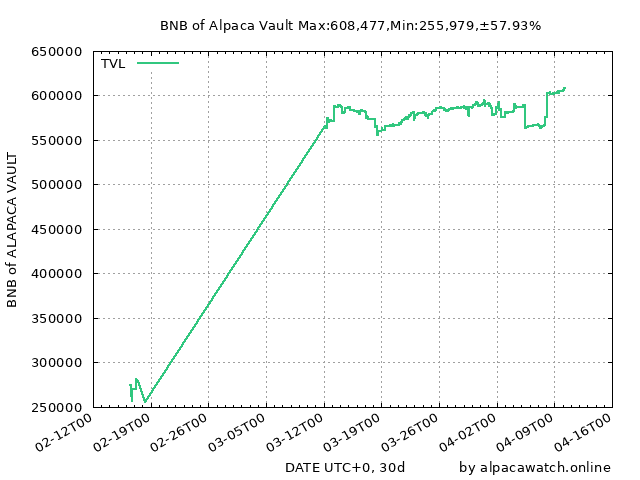 BNB of Alpaca Vault Max:608,477,Min:255,979,±57.93%
TVL
650000
600000
550000
500000
450000
400000
350000
300000
250000
BNB of ALAPACA VAULT
02-12T00
02-19T00
02-26T00
03-05T00
03-12T00
03-19T00
03-26T00
04-02T00
04-09T00
04-16T00
DATE UTC+0, 30d
by alpacawatch.online